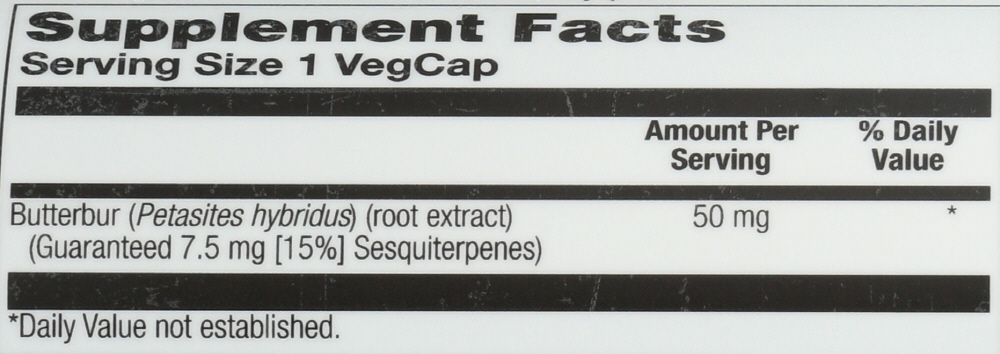 Supplement Facts
Serving Size 1 VegCap
Amount Per Serving
% Daily Value
Butterbur (Petasites hybridus) (root extract) 50 mg *
(Guaranteed 7.5 mg [15%] Sesquiterpenes)
*Daily Value not established.